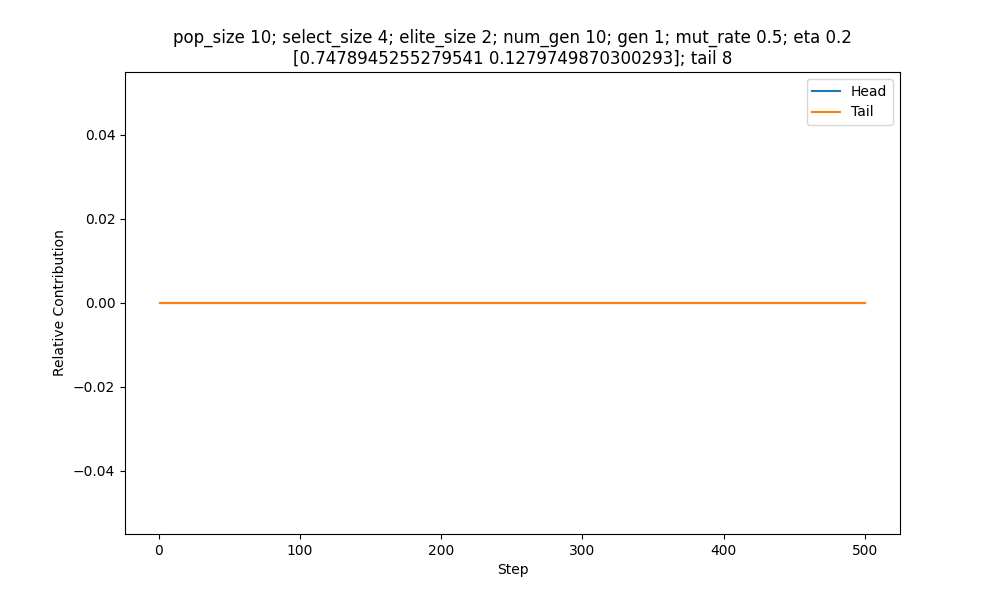 pop_size 10; select_size 4; elite_size 2; num_gen 10; gen 1; mut_rate 0.5; eta 0.2
[0.7478945255279541 0.1279749870300293]; tail 8
Head
Tail
0.04
0.02
0.00
−0.02
−0.04
Relative Contribution
0 100 200 300 400 500
Step